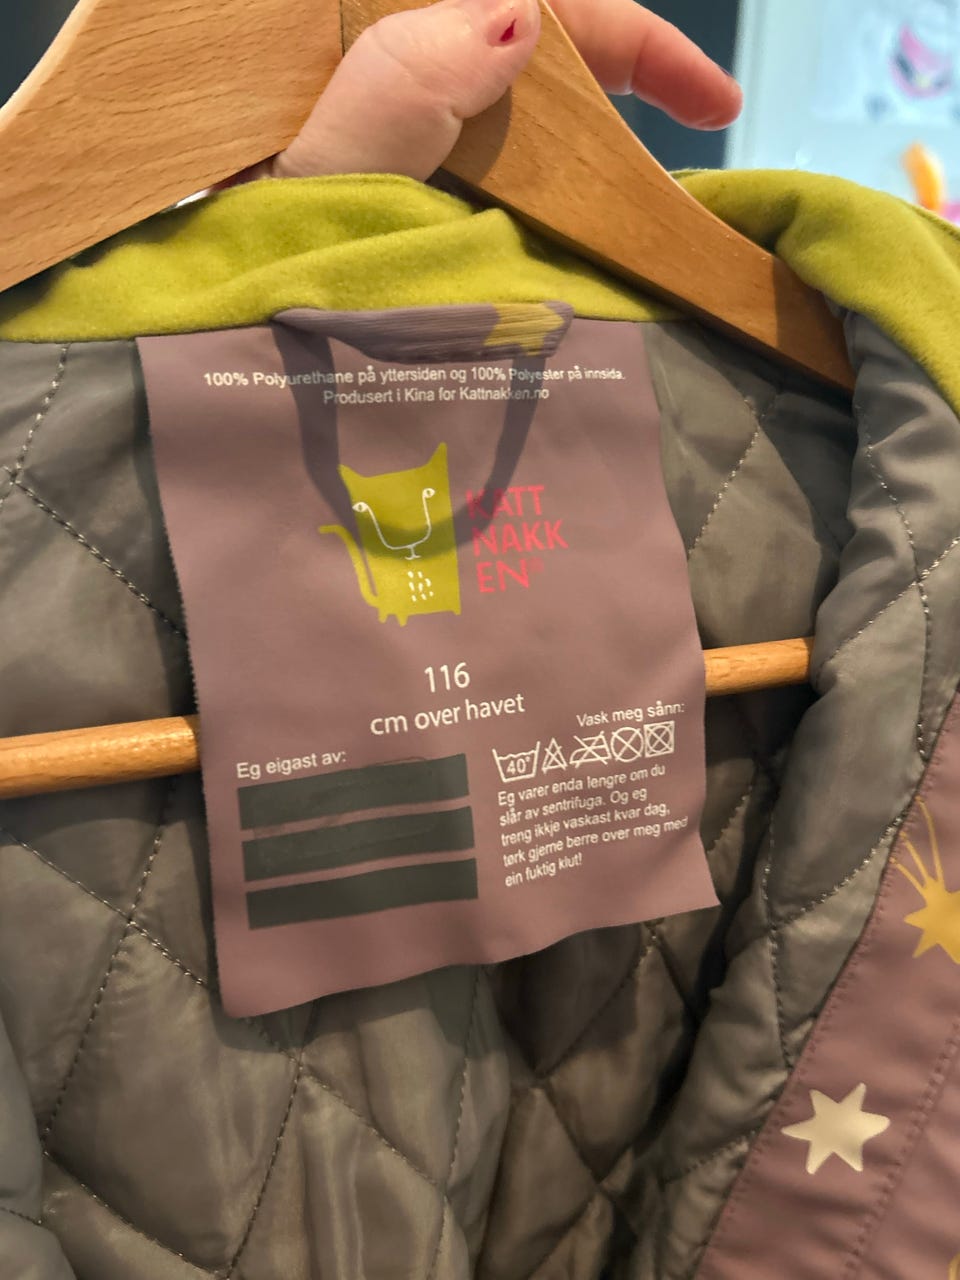 100% Polyurethane på yttersiden og 100% Polyester på innsida.
Produsert i Kina for Kattnakken.no
KATT
NAKK
EN®
116
cm over havet
Eg eigast av:
Vask meg sånn:
40°
Eg varer enda lengre om du
slår av sentrifuga. Og eg
treng ikkje vaskast kvar dag,
tørk gjerne berre over meg med
ein fuktig klut!